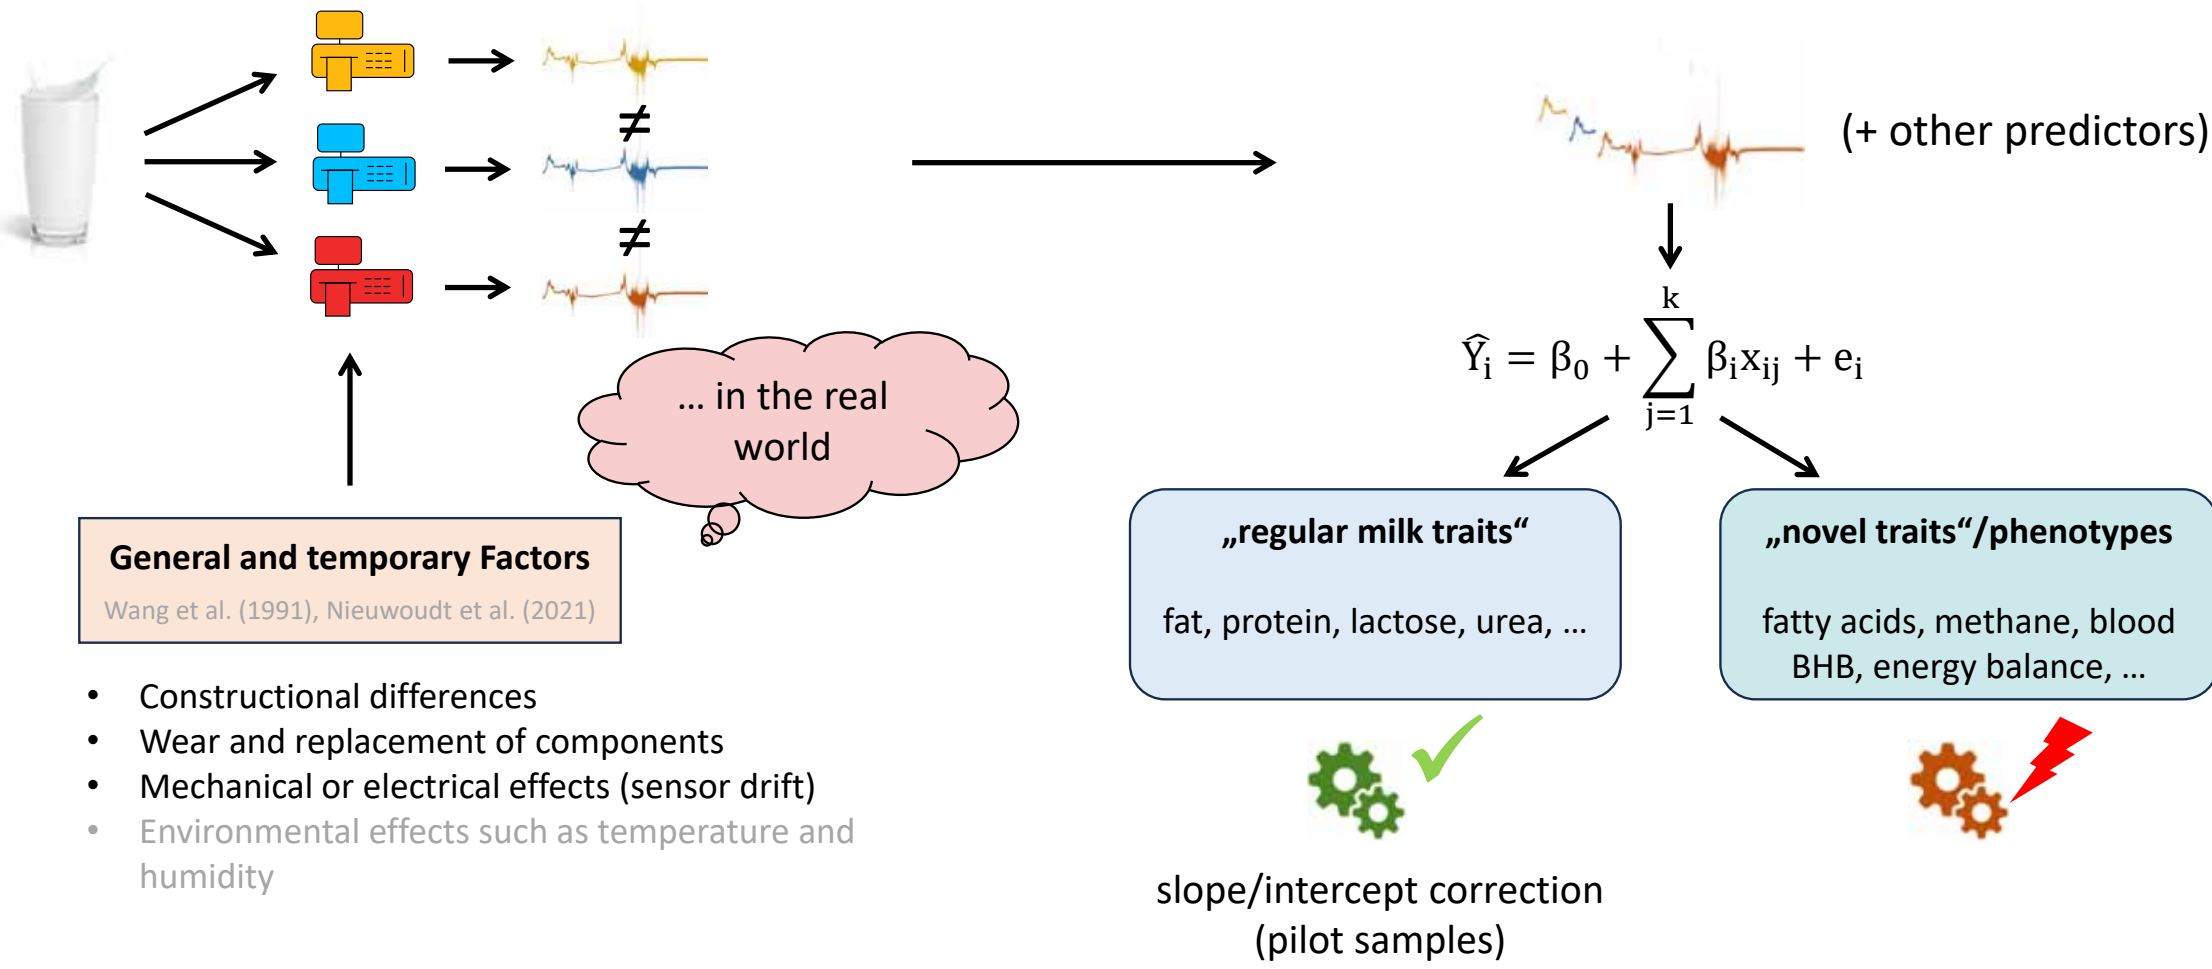 ≠
≠
(+ other predictors)
... in the real
world
k
Ŷi = β0 + ∑ βixij + ei
j=1
General and temporary Factors
Wang et al. (1991), Nieuwoudt et al. (2021)
• Constructional differences
• Wear and replacement of components
• Mechanical or electrical effects (sensor drift)
• Environmental effects such as temperature and
humidity
„regular milk traits“
fat, protein, lactose, urea, ...
„novel traits“/phenotypes
fatty acids, methane, blood
BHB, energy balance, ...
slope/intercept correction
(pilot samples)